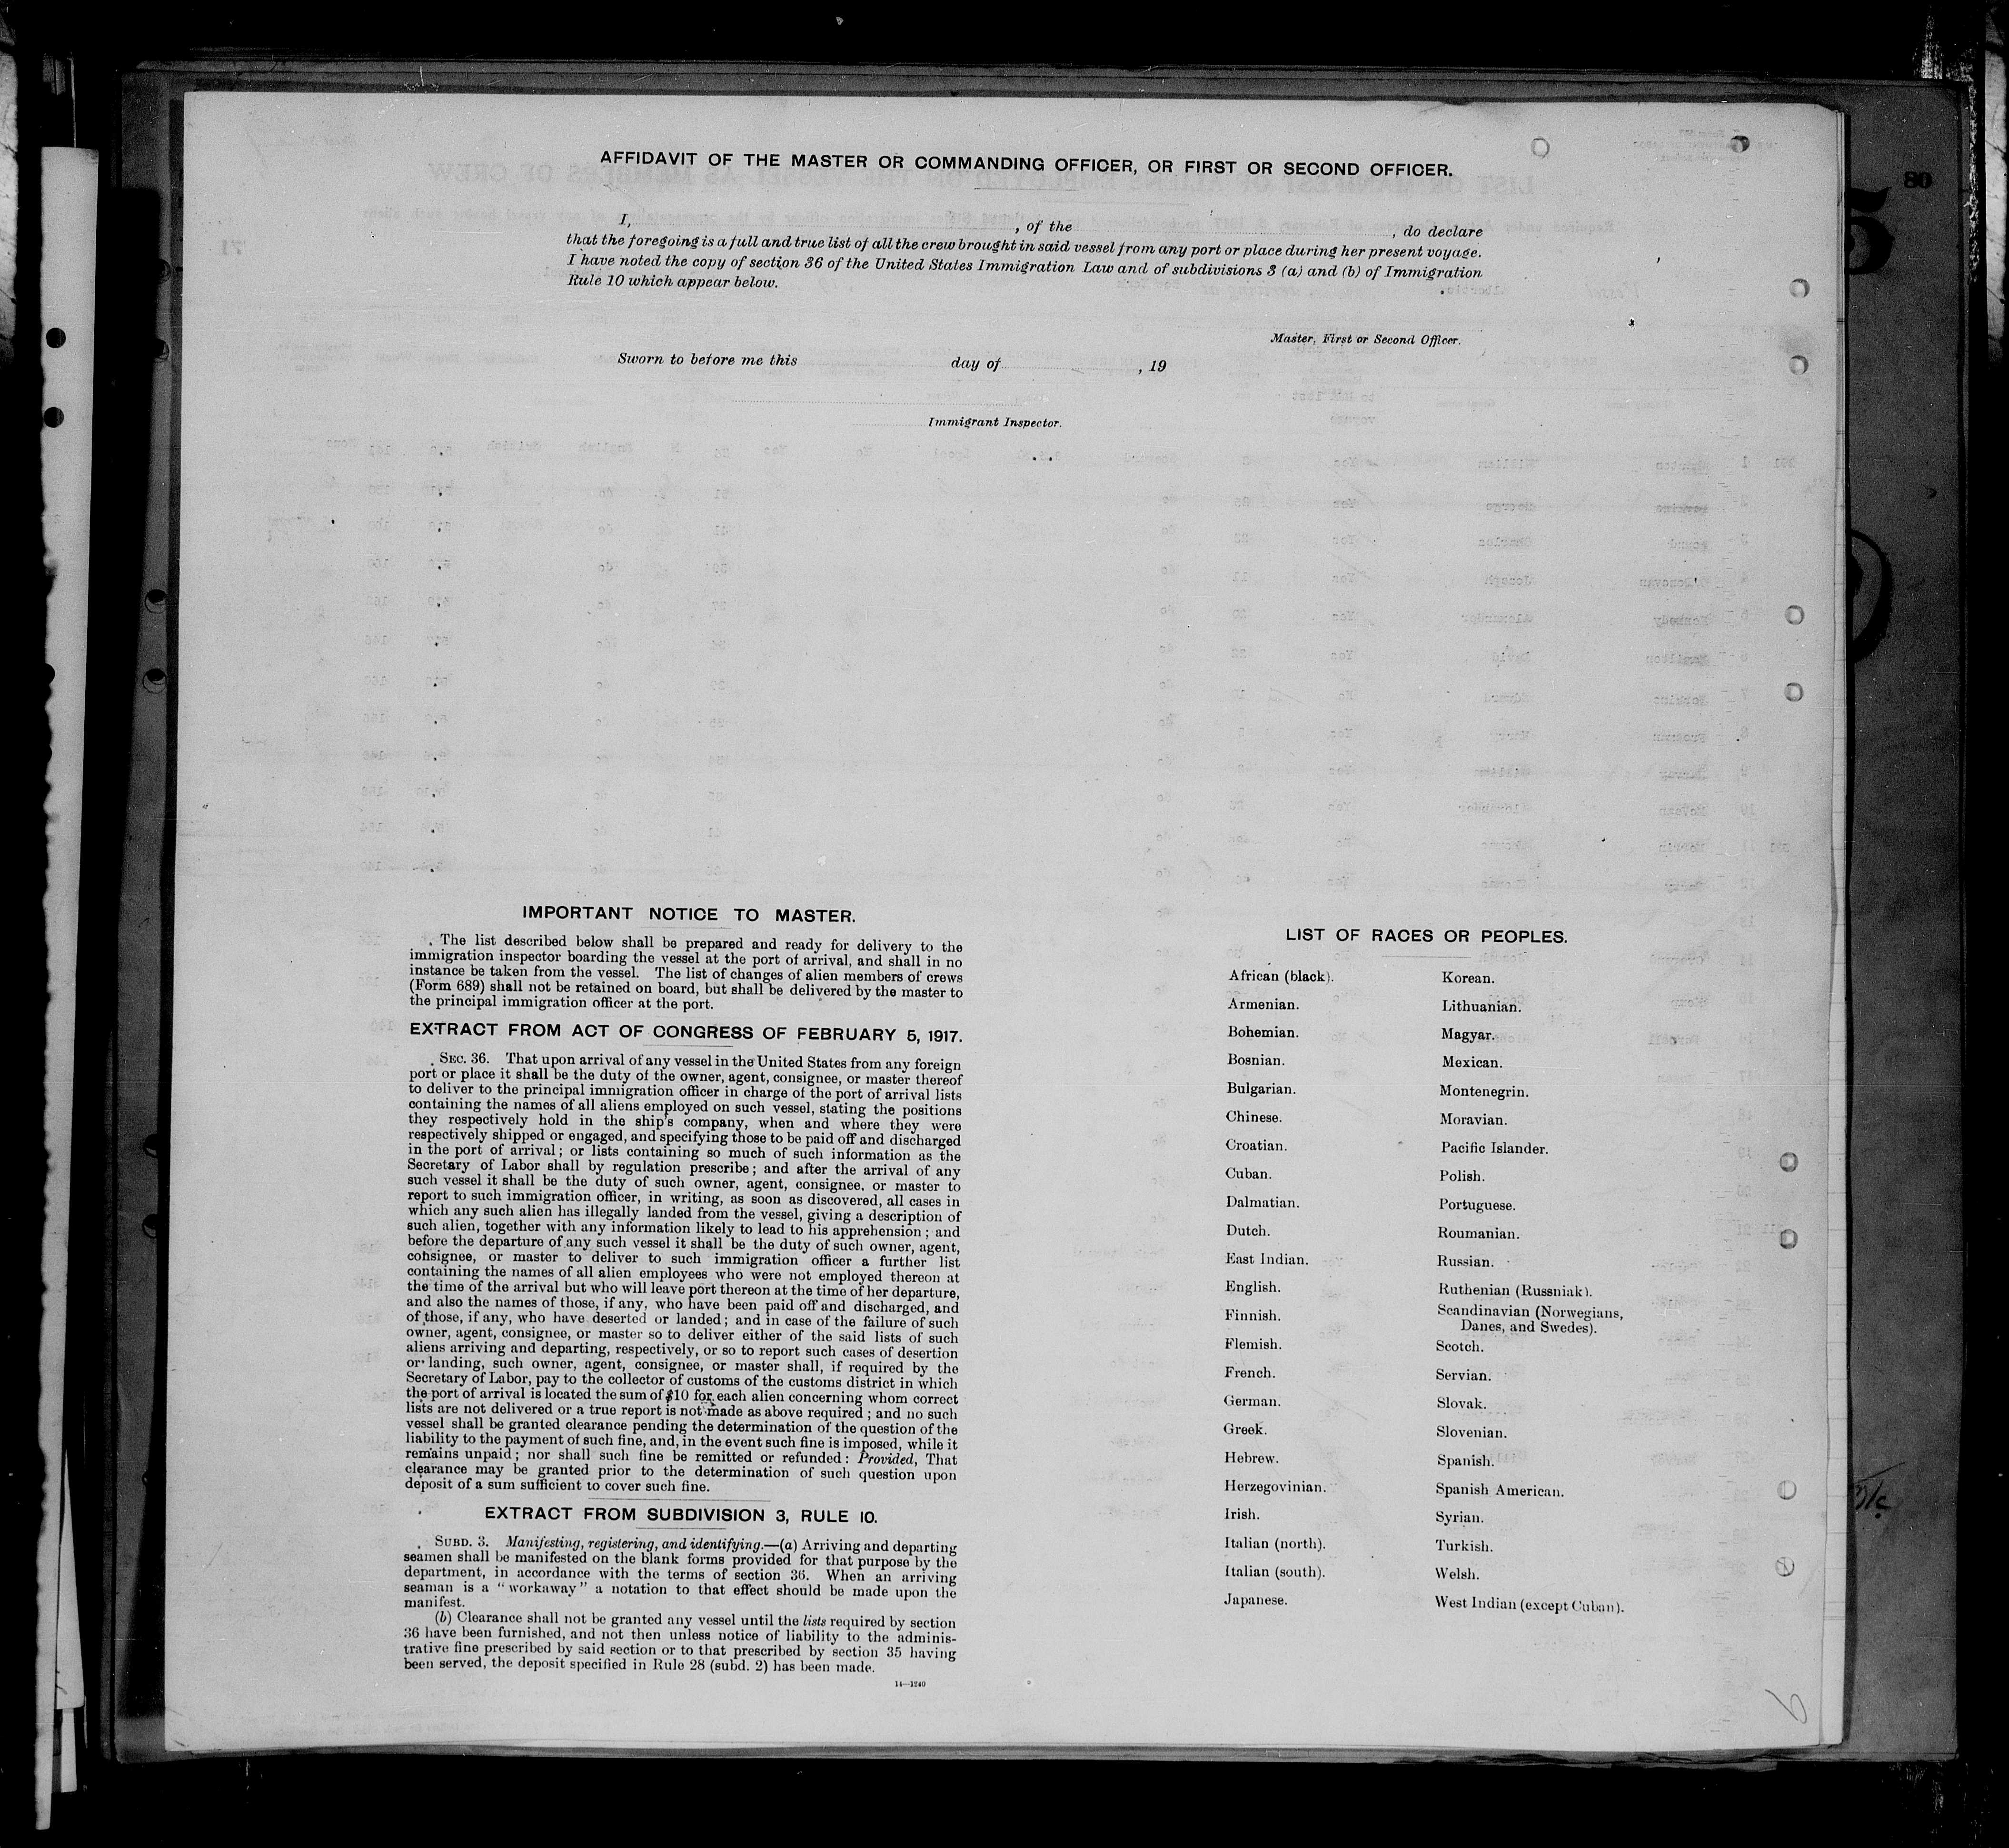 AFFIDAVIT OF THE MASTER OR COMMANDING OFFICER, OR FIRST OR SECOND OFFICER.
I, , of the , do declare
that the foregoing is a full and true list of all the crew brought in said vessel from any port or place during her present voyage.
I have noted the copy of section 36 of the United States Immigration Law and of subdivisions 3 (a) and (b) of Immigration
Rule 10 which appear below.
Master, First or Second Officer.
Sworn to before me this day of , 19
Immigrant Inspector.
IMPORTANT NOTICE TO MASTER.
The list described below shall be prepared and ready for delivery to the
immigration inspector boarding the vessel at the port of arrival, and shall in no
instance be taken from the vessel. The list of changes of alien members of crews
(Form 689) shall not be retained on board, but shall be delivered by the master to
the principal immigration officer at the port.
EXTRACT FROM ACT OF CONGRESS OF FEBRUARY 5, 1917.
SEC. 36. That upon arrival of any vessel in the United States from any foreign
port or place it shall be the duty of the owner, agent, consignee, or master thereof
to deliver to the principal immigration officer in charge of the port of arrival lists
containing the names of all aliens employed on such vessel, stating the positions
they respectively hold in the ship's company, when and where they were
respectively shipped or engaged, and specifying those to be paid off and discharged
in the port of arrival; or lists containing so much of such information as the
Secretary of Labor shall by regulation prescribe; and after the arrival of any
such vessel it shall be the duty of such owner, agent, consignee, or master to
report to such immigration officer, in writing, as soon as discovered, all cases in
which any such alien has illegally landed from the vessel, giving a description of
such alien, together with any information likely to lead to his apprehension; and
before the departure of any such vessel it shall be the duty of such owner, agent,
consignee, or master to deliver to such immigration officer a further list
containing the names of all alien employees who were not employed thereon at
the time of the arrival but who will leave port thereon at the time of her departure,
and also the names of those, if any, who have been paid off and discharged, and
of those, if any, who have deserted or landed; and in case of the failure of such
owner, agent, consignee, or master so to deliver either of the said lists of such
aliens arriving and departing, respectively, or so to report such cases of desertion
or landing, such owner, agent, consignee, or master shall, if required by the
Secretary of Labor, pay to the collector of customs of the customs district in which
the port of arrival is located the sum of $10 for each alien concerning whom correct
lists are not delivered or a true report is not made as above required; and no such
vessel shall be granted clearance pending the determination of the question of the
liability to the payment of such fine, and, in the event such fine is imposed, while it
remains unpaid; nor shall such fine be remitted or refunded: Provided, That
clearance may be granted prior to the determination of such question upon
deposit of a sum sufficient to cover such fine.
EXTRACT FROM SUBDIVISION 3, RULE 10.
SUBD. 3. Manifesting, registering, and identifying.—(a) Arriving and departing
seamen shall be manifested on the blank forms provided for that purpose by the
department, in accordance with the terms of section 36. When an arriving
seaman is a "workaway" a notation to that effect should be made upon the
manifest.
(b) Clearance shall not be granted any vessel until the lists required by section
36 have been furnished, and not then unless notice of liability to the adminis-
trative fine prescribed by said section or to that prescribed by section 35 having
been served, the deposit specified in Rule 28 (subd. 2) has been made.
14—1240
LIST OF RACES OR PEOPLES.
African (black).
Armenian.
Bohemian.
Bosnian.
Bulgarian.
Chinese.
Croatian.
Cuban.
Dalmatian.
Dutch.
East Indian.
English.
Finnish.
Flemish.
French.
German.
Greek.
Hebrew.
Herzegovinian.
Irish.
Italian (north).
Italian (south).
Japanese.
Korean.
Lithuanian.
Magyar.
Mexican.
Montenegrin.
Moravian.
Pacific Islander.
Polish.
Portuguese.
Roumanian.
Russian.
Ruthenian (Russniak).
Scandinavian (Norwegians,
Danes, and Swedes).
Scotch.
Servian.
Slovak.
Slovenian.
Spanish.
Spanish American.
Syrian.
Turkish.
Welsh.
West Indian (except Cuban).
80